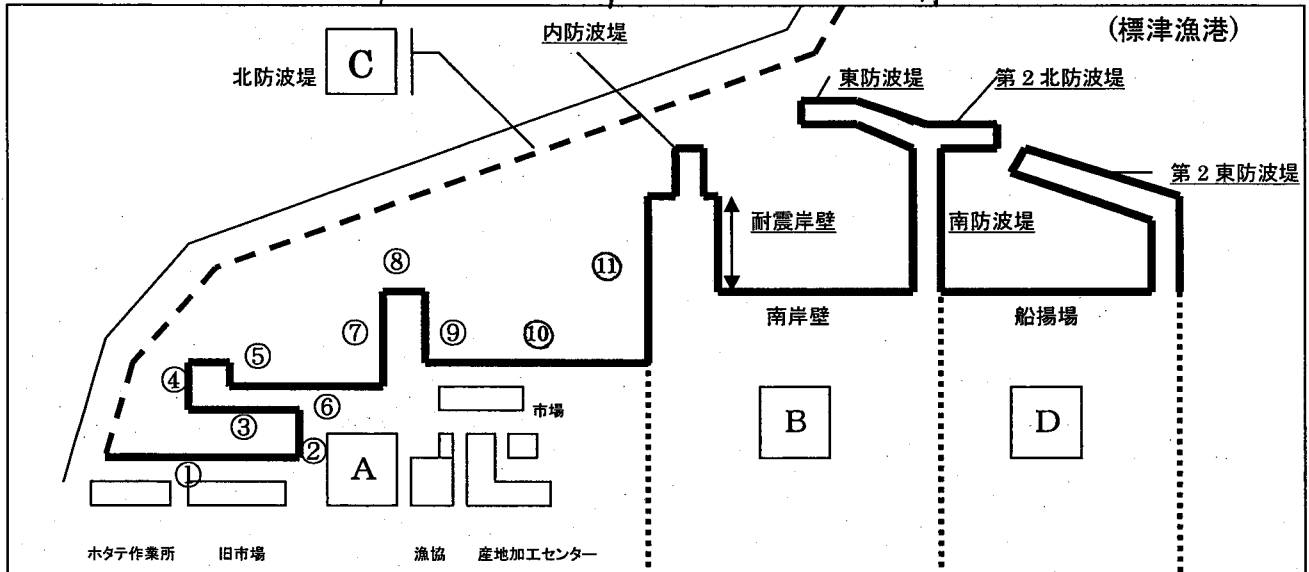 (標津漁港)
内防波堤
北防波堤
C
東防波堤
第2北防波堤
第2東防波堤
耐震岸壁
南防波堤
⑧
⑪
南岸壁
船揚場
⑦
⑨
⑩
⑤
④
⑥
③
市場
②
A
B
D
①
ホタテ作業所
旧市場
漁協
産地加工センター